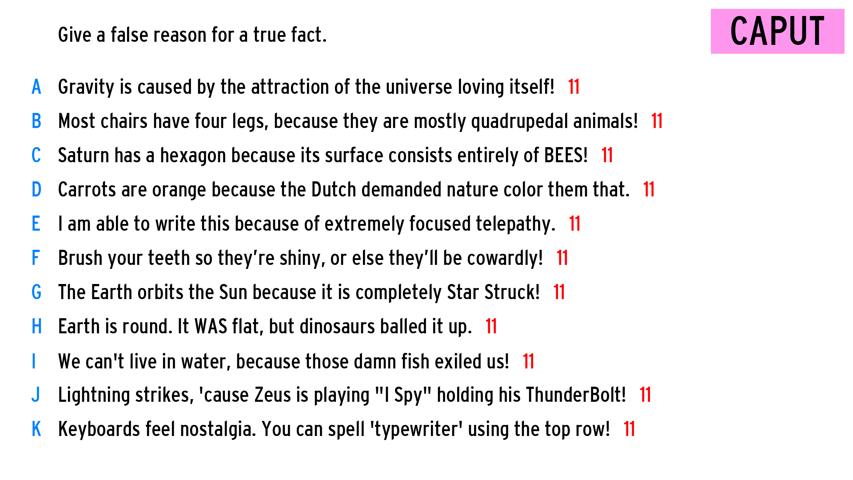 Give a false reason for a true fact.
CAPUT
A Gravity is caused by the attraction of the universe loving itself! 11
B Most chairs have four legs, because they are mostly quadrupedal animals! 11
C Saturn has a hexagon because its surface consists entirely of BEES! 11
D Carrots are orange because the Dutch demanded nature color them that. 11
E I am able to write this because of extremely focused telepathy. 11
F Brush your teeth so they’re shiny, or else they’ll be cowardly! 11
G The Earth orbits the Sun because it is completely Star Struck! 11
H Earth is round. It WAS flat, but dinosaurs balled it up. 11
I We can't live in water, because those damn fish exiled us! 11
J Lightning strikes, 'cause Zeus is playing "I Spy" holding his ThunderBolt! 11
K Keyboards feel nostalgia. You can spell 'typewriter' using the top row! 11